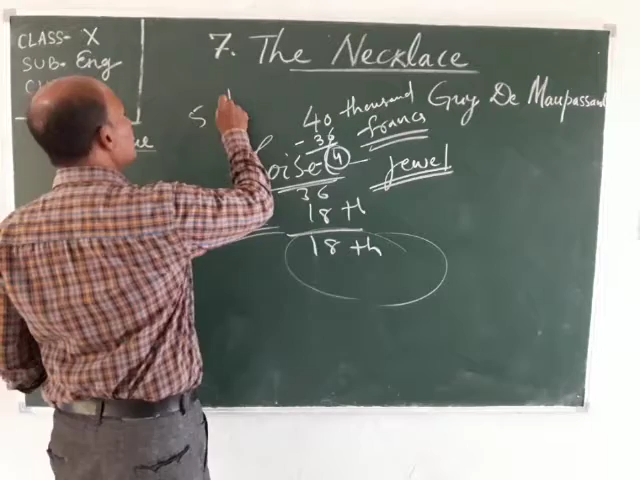 CLASS- X
SUB- Eng
7. The Necklace
Guy De Maupassant
40 thousand
- 36 francs
4
Jewel
36
18 th
18 th